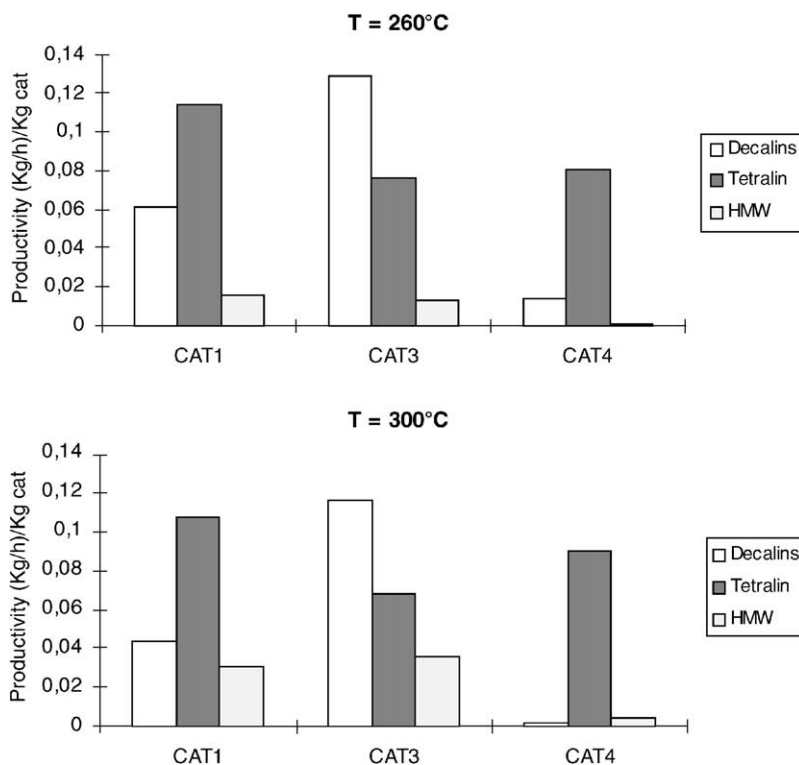 T = 260°C
Productivity (Kg/h)/Kg cat
0,14
0,12
0,1
0,08
0,06
0,04
0,02
0
CAT1
CAT3
CAT4
Decalins
Tetralin
HMW
T = 300°C
Productivity (Kg/h)/Kg cat
0,14
0,12
0,1
0,08
0,06
0,04
0,02
0
CAT1
CAT3
CAT4
Decalins
Tetralin
HMW